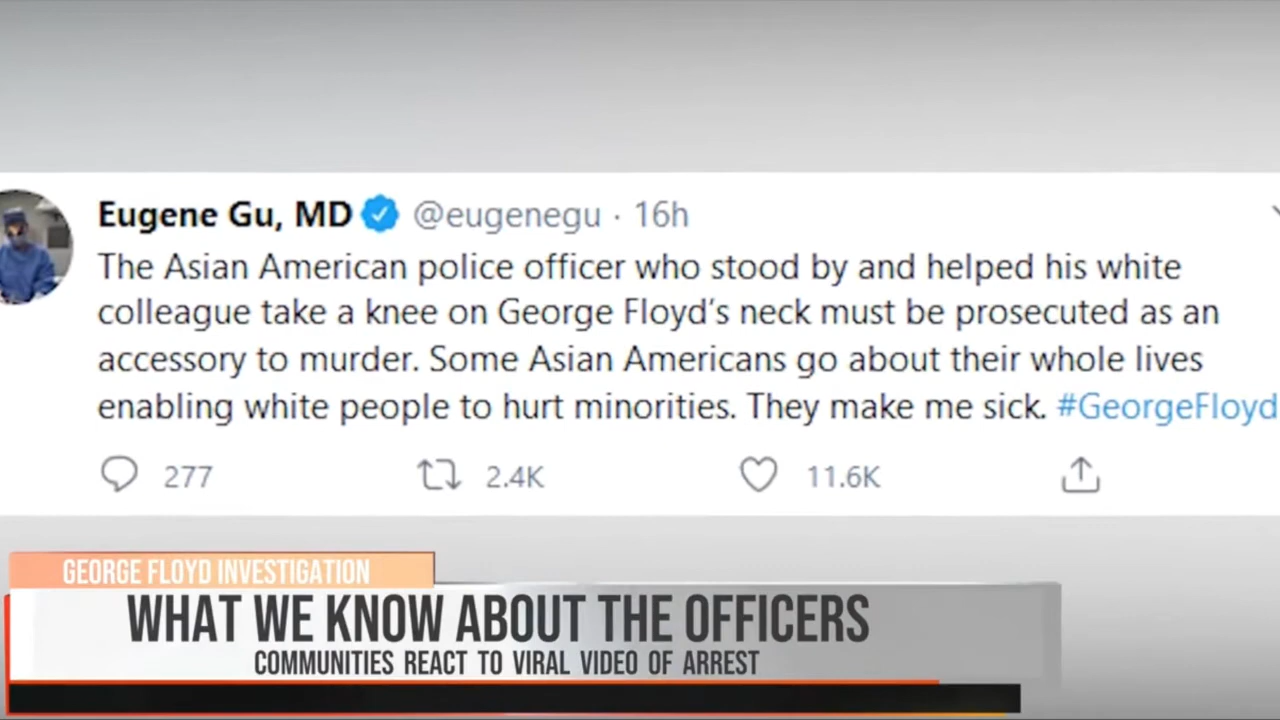 Eugene Gu, MD @eugenegu · 16h
The Asian American police officer who stood by and helped his white
colleague take a knee on George Floyd's neck must be prosecuted as an
accessory to murder. Some Asian Americans go about their whole lives
enabling white people to hurt minorities. They make me sick. #GeorgeFloyd
277 2.4K 11.6K
GEORGE FLOYD INVESTIGATION
WHAT WE KNOW ABOUT THE OFFICERS
COMMUNITIES REACT TO VIRAL VIDEO OF ARREST